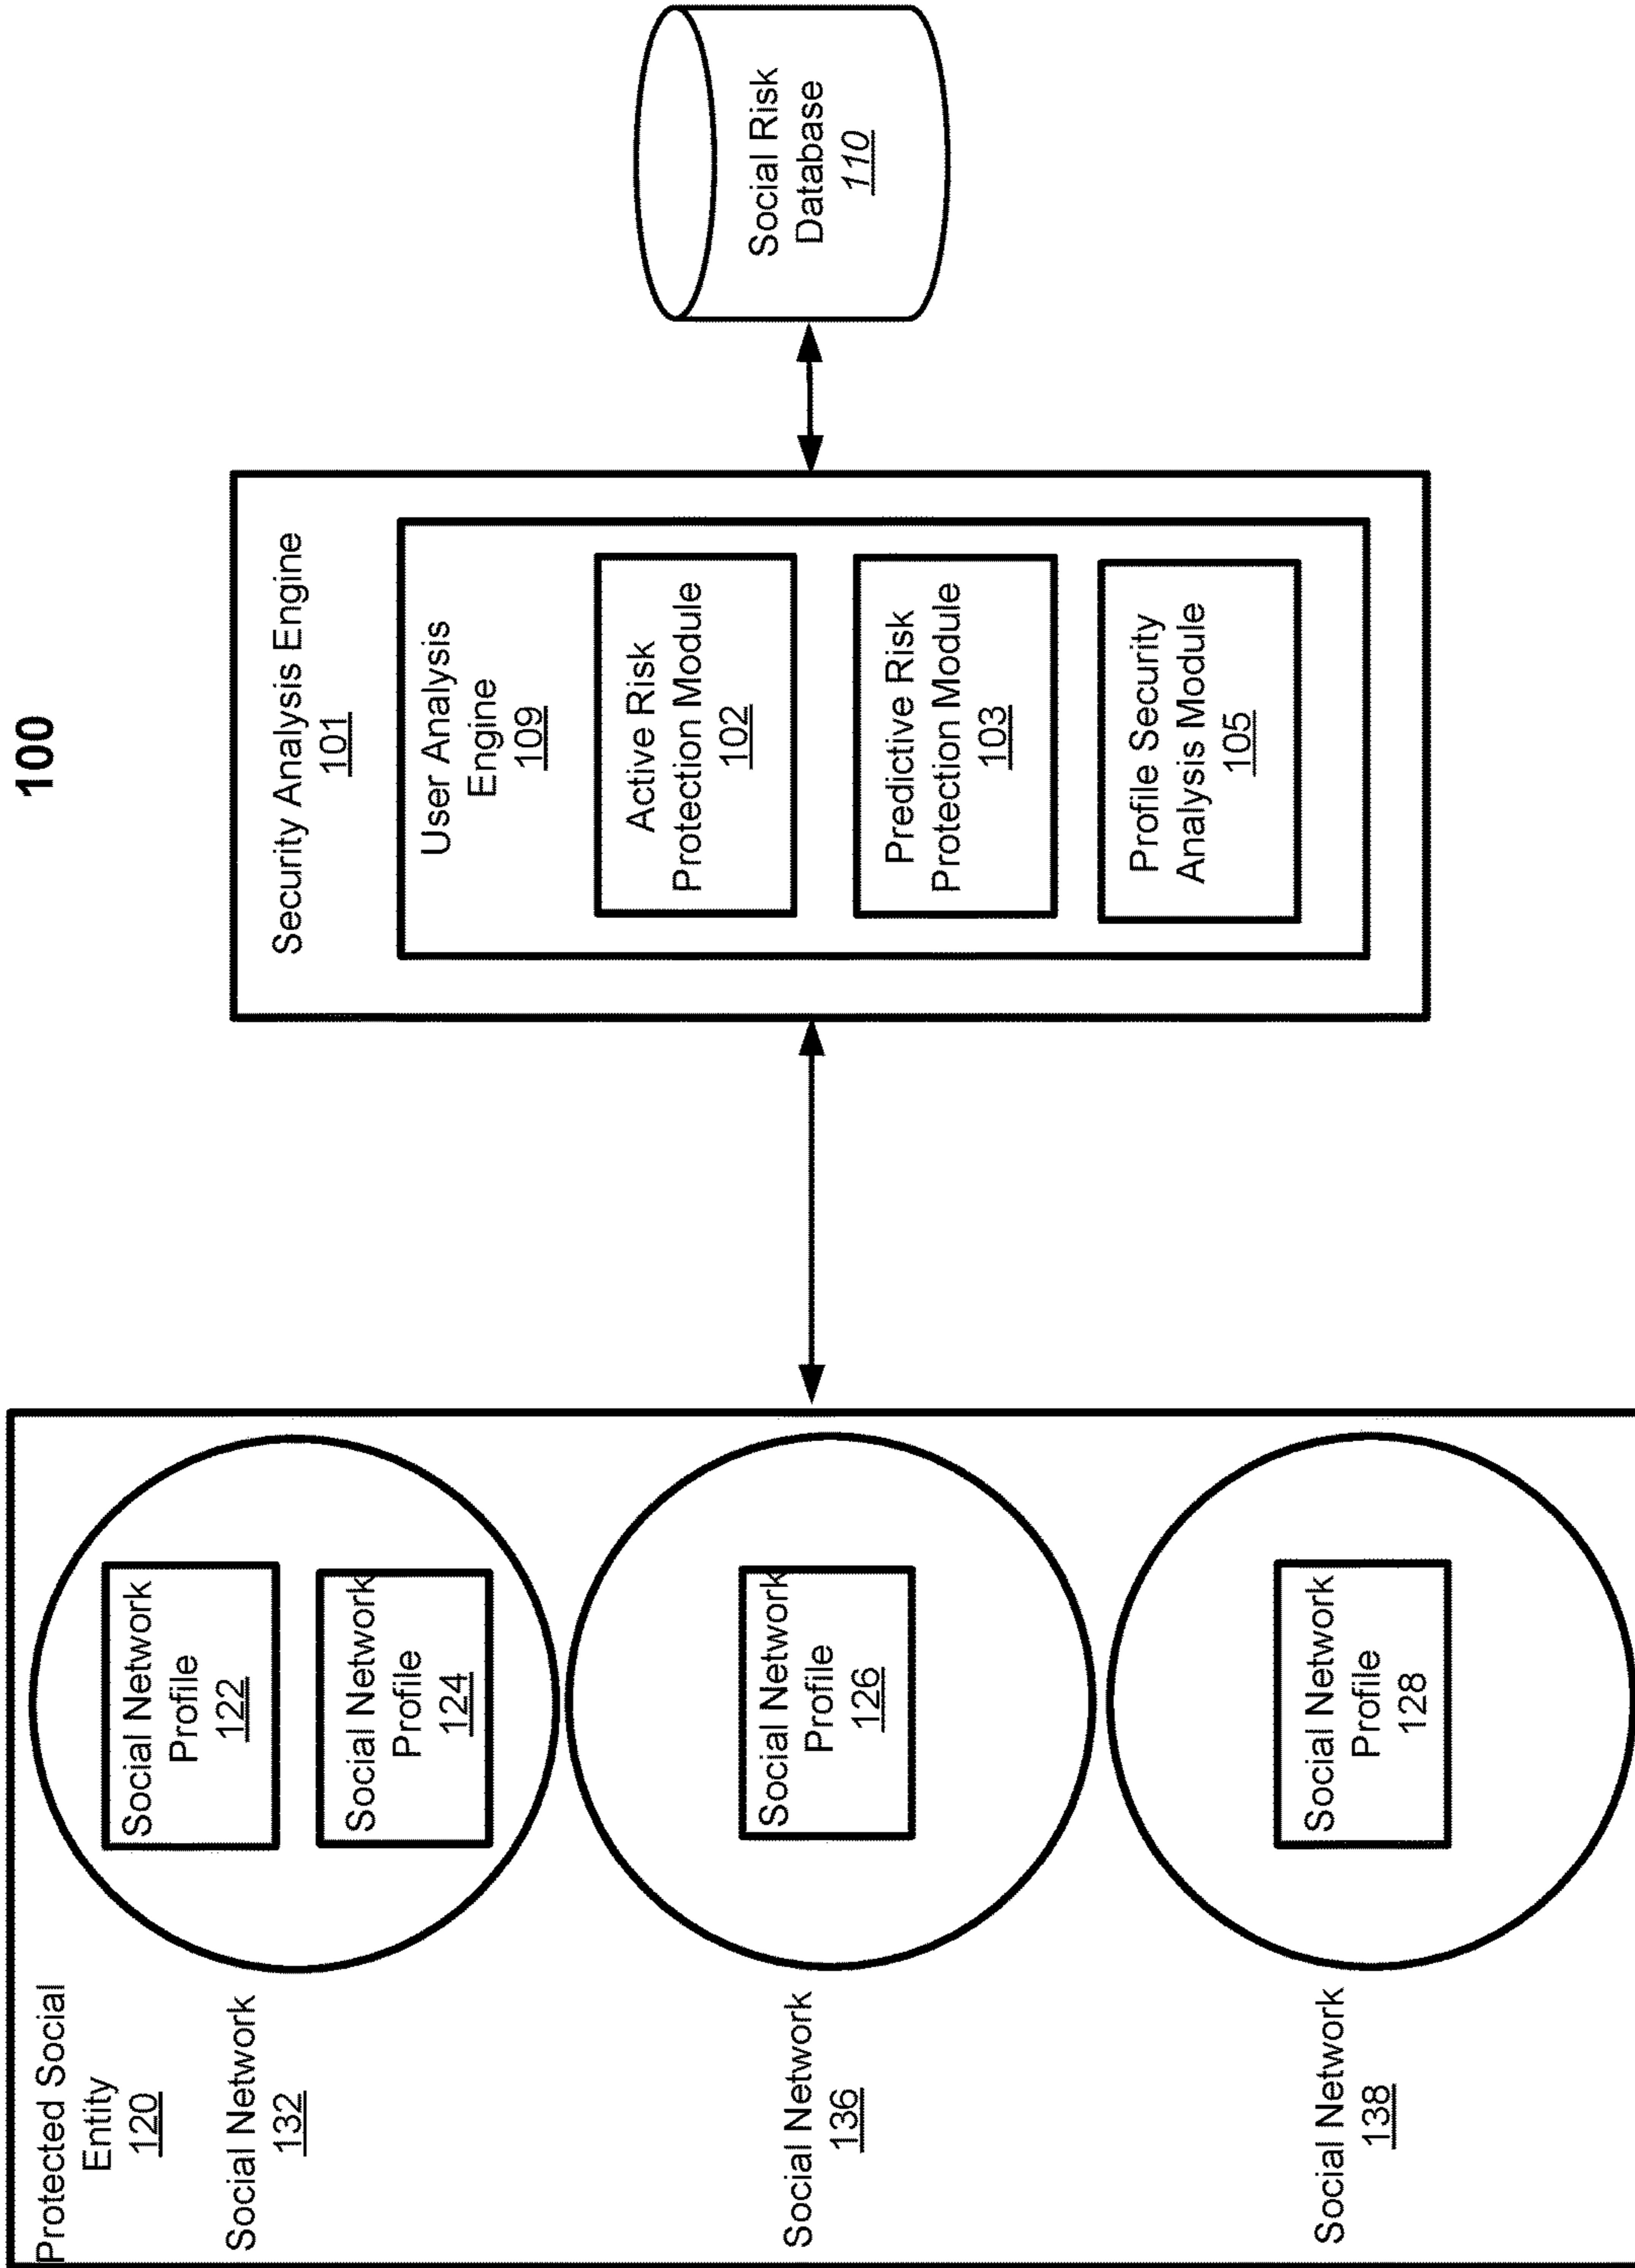 100
Protected Social
Entity
120
Social Network
132
Social Network
Profile
122
Social Network
Profile
124
Social Network
136
Social Network
Profile
126
Social Network
138
Social Network
Profile
128
Security Analysis Engine
101
User Analysis
Engine
109
Active Risk
Protection Module
102
Predictive Risk
Protection Module
103
Profile Security
Analysis Module
105
Social Risk
Database
110